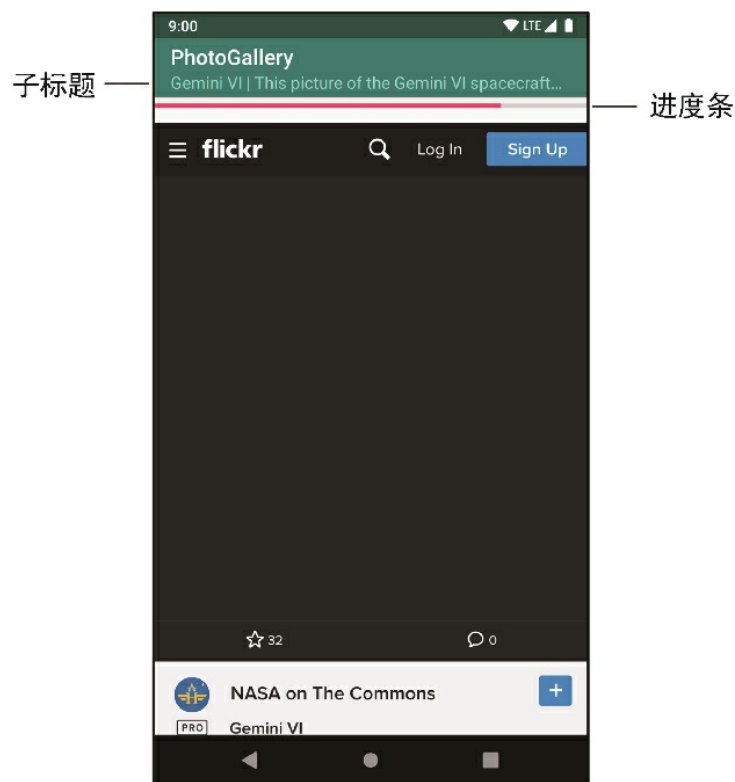 9:00
LTE
PhotoGallery
子标题
Gemini VI | This picture of the Gemini VI spacecraft...
进度条
flickr
Log In
Sign Up
32
0
NASA on The Commons
+
PRO
Gemini VI